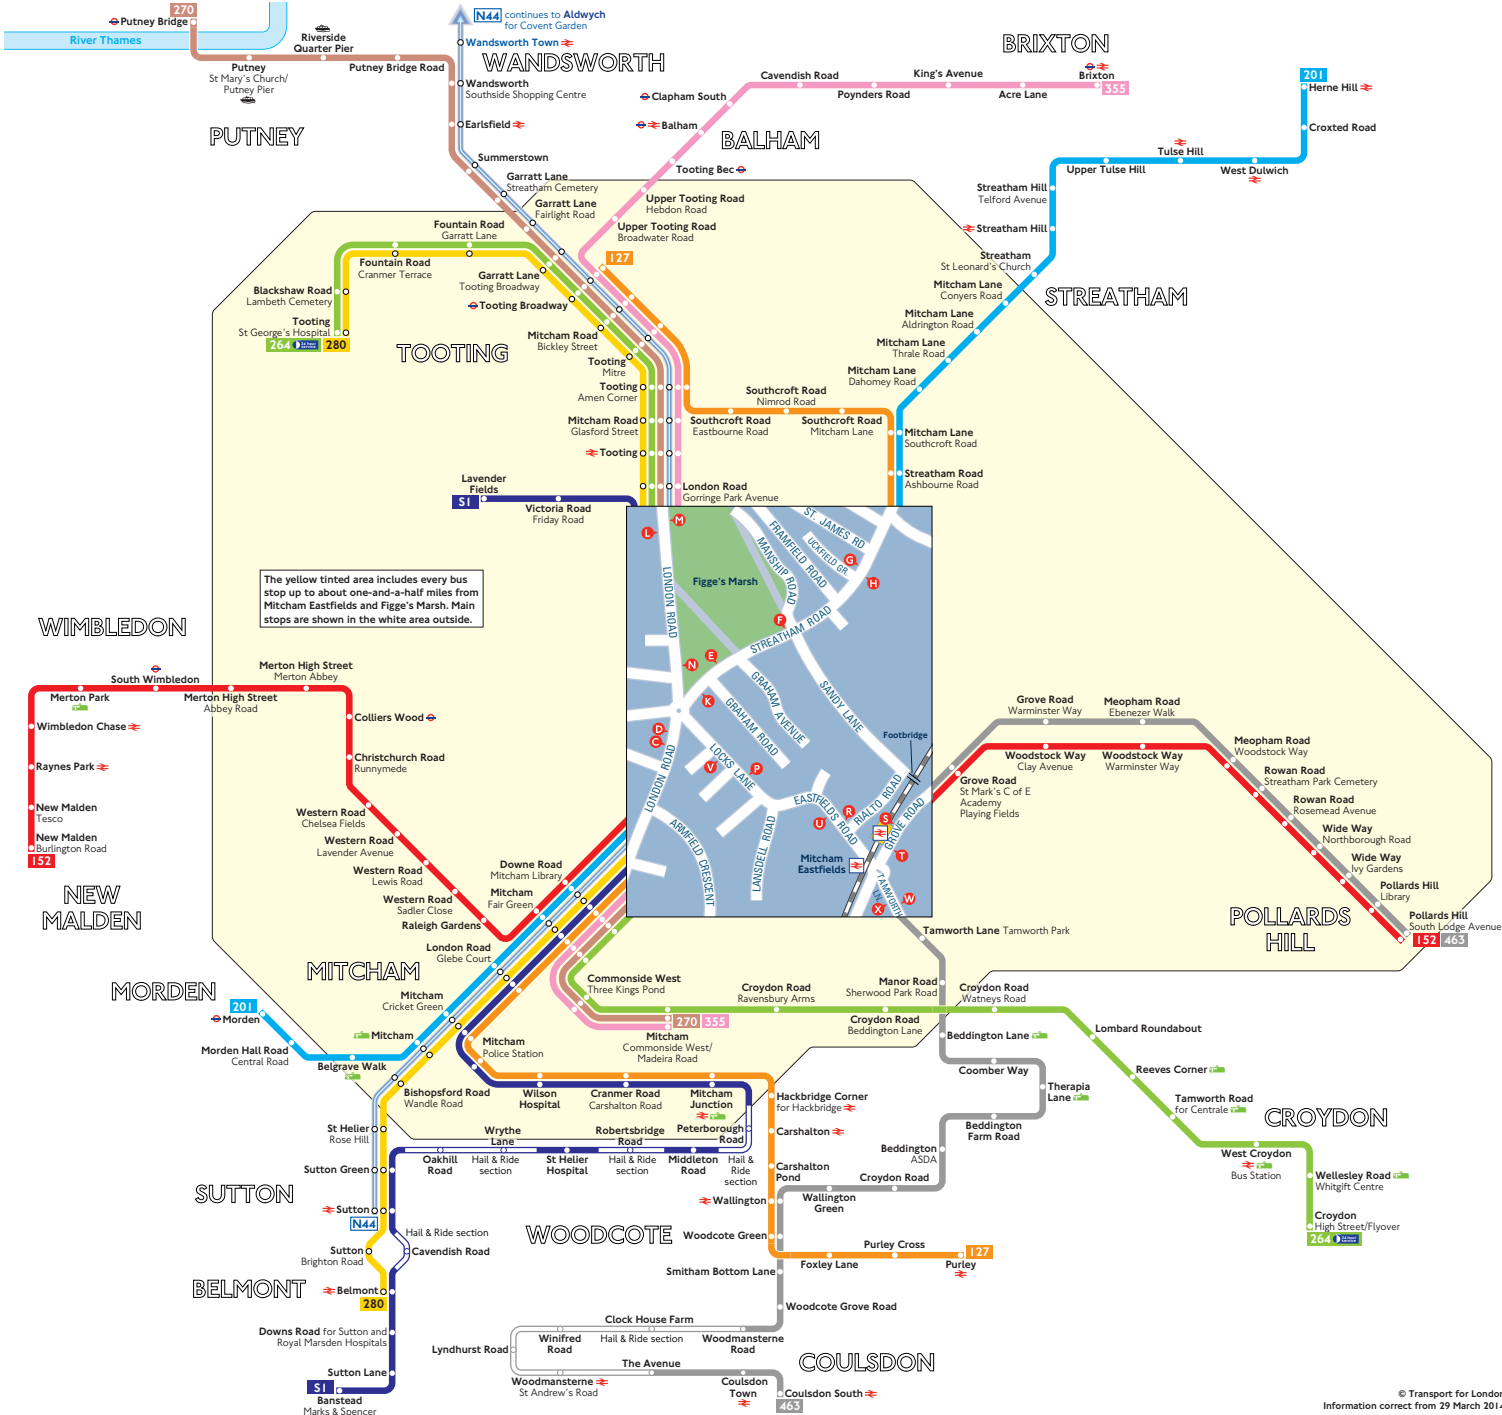 270
Putney Bridge
River Thames
Riverside
Quarter Pier
Putney
St Mary's Church/
Putney Pier
Putney Bridge Road
PUTNEY
N44 continues to Aldwych
for Covent Garden
Wandsworth Town
WANDSWORTH
Wandsworth
Southside Shopping Centre
Earlsfield
Summerstown
Garratt Lane
Streatham Cemetery
Garratt Lane
Fairlight Road
BRIXTON
Cavendish Road
King's Avenue
Brixton
355
Clapham South
Poynders Road
Acre Lane
Balham
BALHAM
Tooting Bec
Upper Tooting Road
Hebdon Road
Upper Tooting Road
Broadwater Road
127
201
Herne Hill
Croxted Road
Tulse Hill
Upper Tulse Hill
West Dulwich
Streatham Hill
Telford Avenue
Streatham Hill
Streatham
St Leonard's Church
STREATHAM
Mitcham Lane
Conyers Road
Mitcham Lane
Aldrington Road
Mitcham Lane
Thrale Road
Mitcham Lane
Dahomey Road
Mitcham Lane
Southcroft Road
Streatham Road
Ashbourne Road
Fountain Road
Garratt Lane
Fountain Road
Cranmer Terrace
Garratt Lane
Tooting Broadway
Blackshaw Road
Lambeth Cemetery
Tooting Broadway
Tooting
St George's Hospital
264 24 hour service 280
TOOTING
Mitcham Road
Bickley Street
Tooting
Mitre
Tooting
Amen Corner
Mitcham Road
Glasford Street
Tooting
Southcroft Road
Nimrod Road
Southcroft Road
Eastbourne Road
Southcroft Road
Mitcham Lane
London Road
Gorringe Park Avenue
Lavender
Fields
S1
Victoria Road
Friday Road
The yellow tinted area includes every bus
stop up to about one-and-a-half miles from
Mitcham Eastfields and Figge's Marsh. Main
stops are shown in the white area outside.
L
M
ST. JAMES RD
FRAMFIELD ROAD
UCKFIELD GR.
MANSHIP ROAD
G
H
Figge's Marsh
LONDON ROAD
F
STREATHAM ROAD
N
E
K
GRAHAM AVENUE
GRAHAM ROAD
SANDY LANE
D
C
Footbridge
LOCKS LANE
V
P
LONDON ROAD
EASTFIELDS ROAD
RIALTO ROAD
GROVE ROAD
R
U
S
T
ARMFIELD CRESCENT
LANSDELL ROAD
Mitcham
Eastfields
TAMWORTH LN.
W
X
WIMBLEDON
South Wimbledon
Merton High Street
Merton Abbey
Merton Park
Merton High Street
Abbey Road
Wimbledon Chase
Colliers Wood
Raynes Park
Christchurch Road
Runnymede
New Malden
Tesco
New Malden
Burlington Road
152
NEW
MALDEN
Western Road
Chelsea Fields
Western Road
Lavender Avenue
Western Road
Lewis Road
Western Road
Sadler Close
Raleigh Gardens
Downe Road
Mitcham Library
Mitcham
Fair Green
London Road
Glebe Court
MITCHAM
Mitcham
Cricket Green
MORDEN
201
Morden
Mitcham
Morden Hall Road
Central Road
Belgrave Walk
Grove Road
Warminster Way
Meopham Road
Ebenezer Walk
Woodstock Way
Clay Avenue
Woodstock Way
Warminster Way
Meopham Road
Woodstock Way
Grove Road
St Mark's C of E
Academy
Playing Fields
Rowan Road
Streatham Park Cemetery
Rowan Road
Rosemead Avenue
Wide Way
Northborough Road
Wide Way
Ivy Gardens
Pollards Hill
Library
Pollards Hill
South Lodge Avenue
152 463
POLLARDS
HILL
Tamworth Lane Tamworth Park
Commonside West
Three Kings Pond
Croydon Road
Ravensbury Arms
Manor Road
Sherwood Park Road
Croydon Road
Watneys Road
270 355
Mitcham
Commonside West/
Madeira Road
Croydon Road
Beddington Lane
Beddington Lane
Lombard Roundabout
Coomber Way
Reeves Corner
Therapia
Lane
Tamworth Road
for Centrale
CROYDON
Beddington
Farm Road
Beddington
ASDA
West Croydon
Bus Station
Wellesley Road
Whitgift Centre
Croydon
High Street/Flyover
264 24 hour service
Mitcham
Police Station
Bishopsford Road
Wandle Road
Wilson
Hospital
Cranmer Road
Carshalton Road
Mitcham
Junction
Hackbridge Corner
for Hackbridge
Peterborough
Road
Carshalton
St Helier
Rose Hill
Wrythe
Lane
Robertsbridge
Road
Oakhill
Road
Hail & Ride
section
St Helier
Hospital
Hail & Ride
section
Middleton
Road
Hail &
Ride
section
Carshalton
Pond
Sutton Green
SUTTON
Sutton
N44
Wallington
Croydon Road
Wallington
Green
Hail & Ride section
WOODCOTE
Woodcote Green
Purley Cross
127
Foxley Lane
Purley
Sutton
Brighton Road
Cavendish Road
Smitham Bottom Lane
BELMONT
Belmont
280
Woodcote Grove Road
Downs Road for Sutton and
Royal Marsden Hospitals
Clock House Farm
Lyndhurst Road
Winifred
Road
Hail & Ride section
Woodmansterne
Road
The Avenue
COULSDON
Sutton Lane
S1
Banstead
Marks & Spencer
Woodmansterne
St Andrew's Road
Coulsdon
Town
Coulsdon South
463
© Transport for London
Information correct from 29 March 2014